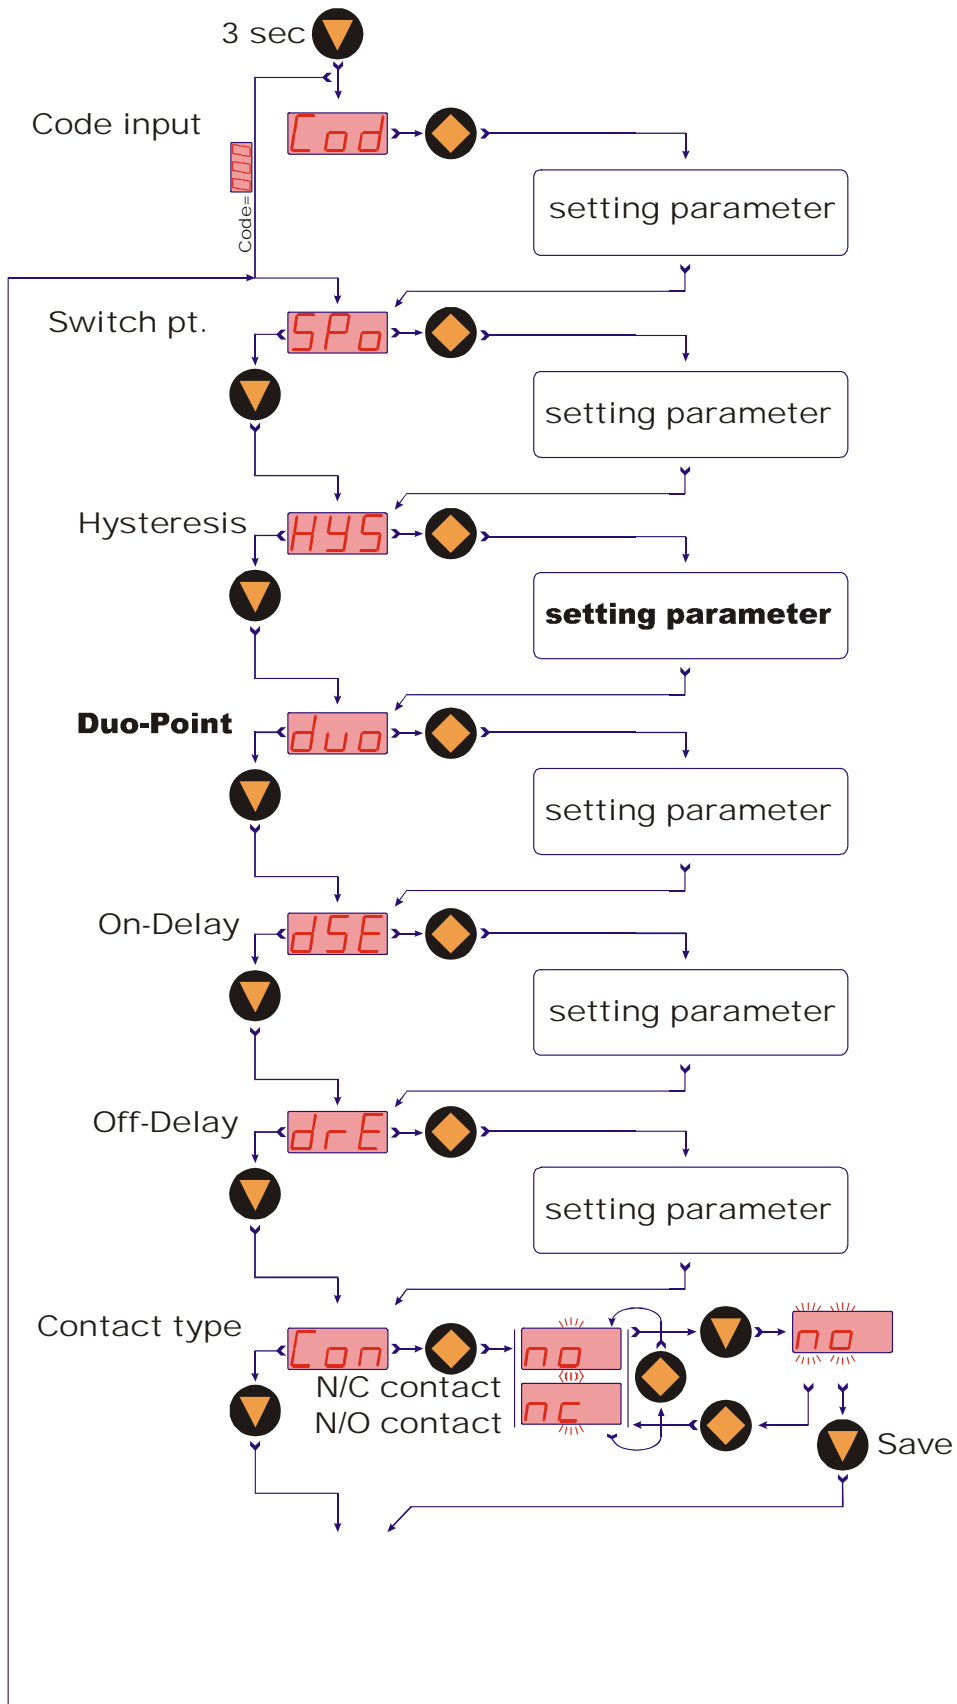 3 sec
Code input
Cod
Code=000
setting parameter
Switch pt.
SPo
setting parameter
Hysteresis
HYS
setting parameter
Duo-Point
duo
setting parameter
On-Delay
dSE
setting parameter
Off-Delay
drE
setting parameter
Contact type
Con
no
no
N/C contact
nc
N/O contact
Save